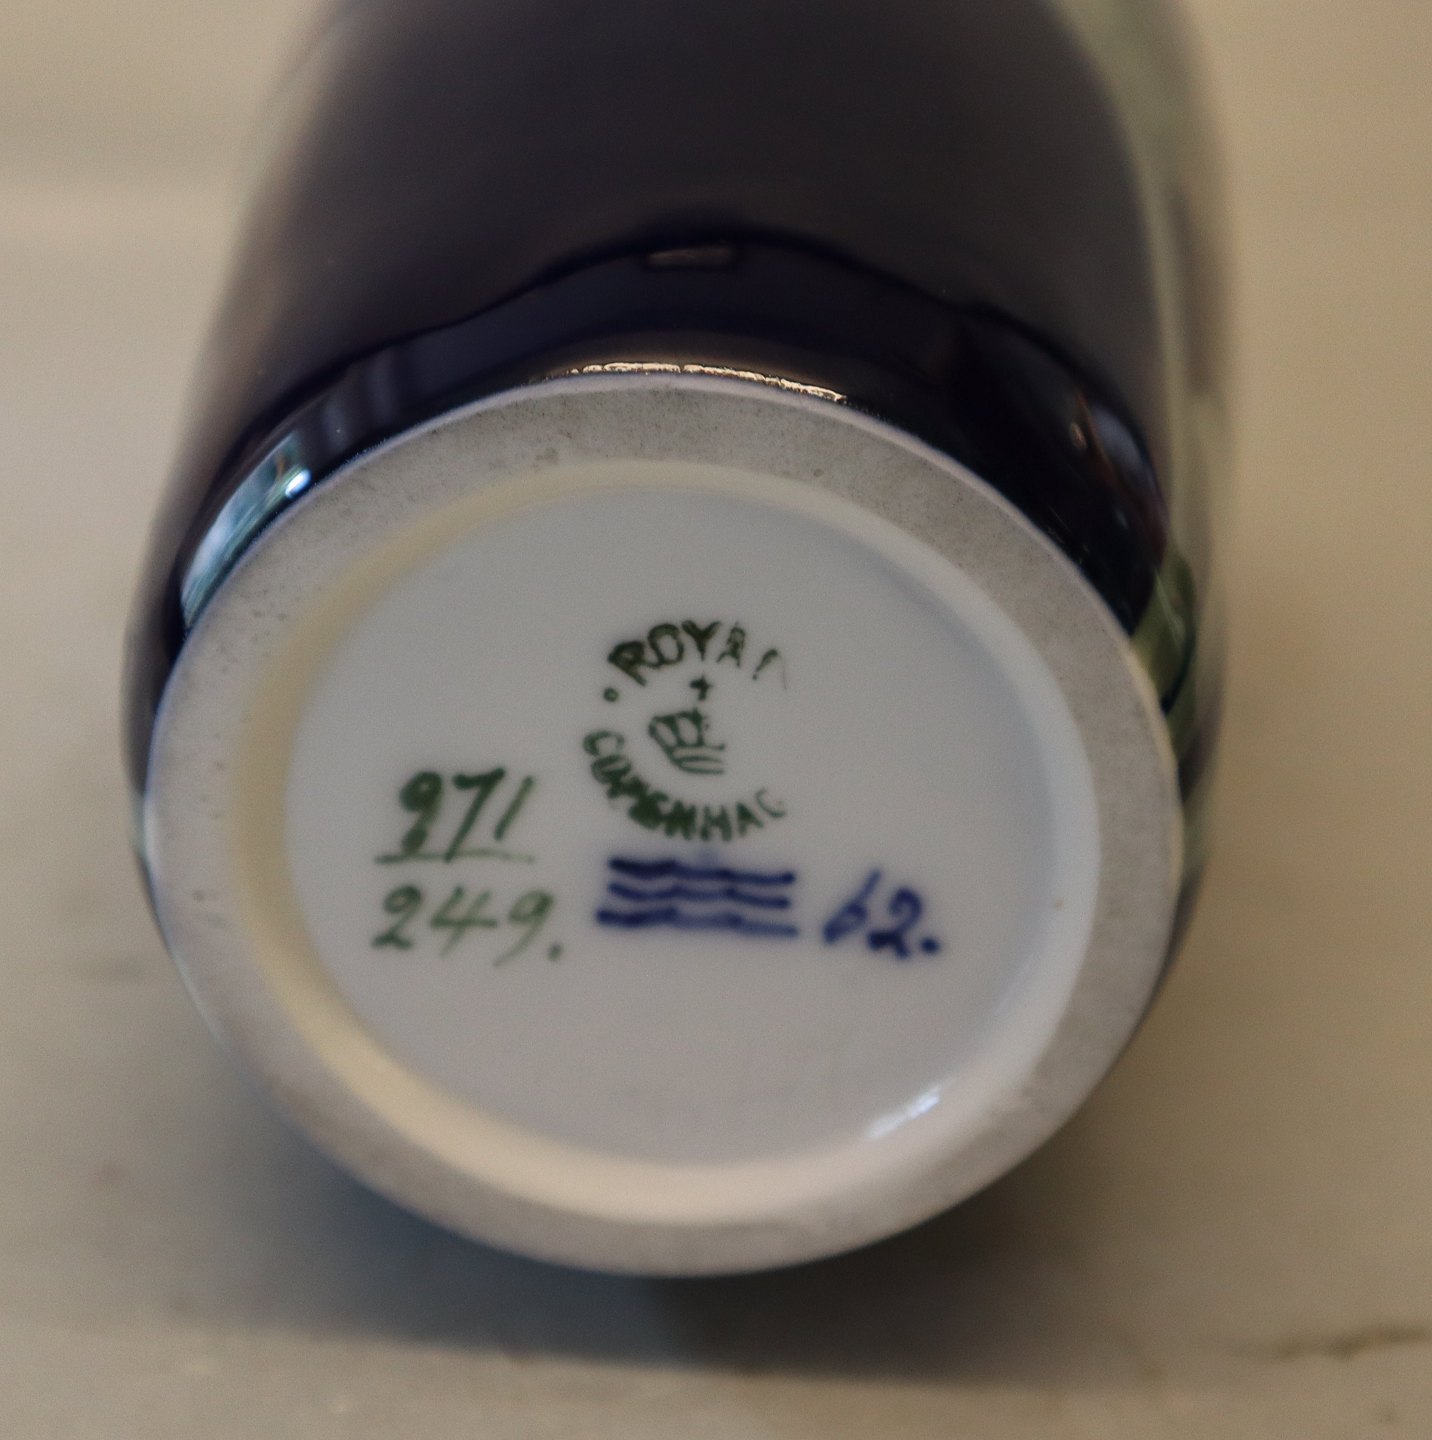 ROYAL
COPENHAG
971
249.
62.